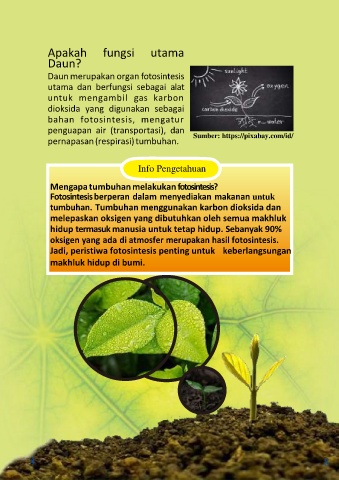 Apakah fungsi utama
Daun?
Daun merupakan organ fotosintesis
utama dan berfungsi sebagai alat
untuk mengambil gas karbon
dioksida yang digunakan sebagai
bahan fotosintesis, mengatur
penguapan air (transportasi), dan
pernapasan (respirasi) tumbuhan.
sunlight
oxygen
carbon dioxide
water
Sumber: https://pixabay.com/id/
Info Pengetahuan
Mengapa tumbuhan melakukan fotosintesis?
Fotosintesis berperan dalam menyediakan makanan untuk
tumbuhan. Tumbuhan menggunakan karbon dioksida dan
melepaskan oksigen yang dibutuhkan oleh semua makhluk
hidup termasuk manusia untuk tetap hidup. Sebanyak 90%
oksigen yang ada di atmosfer merupakan hasil fotosintesis.
Jadi, peristiwa fotosintesis penting untuk keberlangsungan
makhluk hidup di bumi.